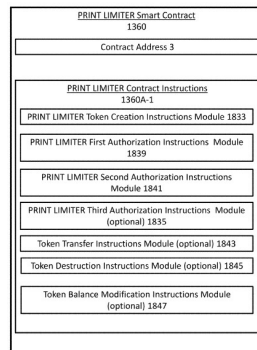 PRINT LIMITER Smart Contract
1360
Contract Address 3
PRINT LIMITER Contract Instructions
1360A-1
PRINT LIMITER Token Creation Instructions Module 1833
PRINT LIMITER First Authorization Instructions Module
1839
PRINT LIMITER Second Authorization Instructions
Module 1841
PRINT LIMITER Third Authorization Instructions Module
(optional) 1835
Token Transfer Instructions Module (optional) 1843
Token Destruction Instructions Module (optional) 1845
Token Balance Modification Instructions Module
(optional) 1847